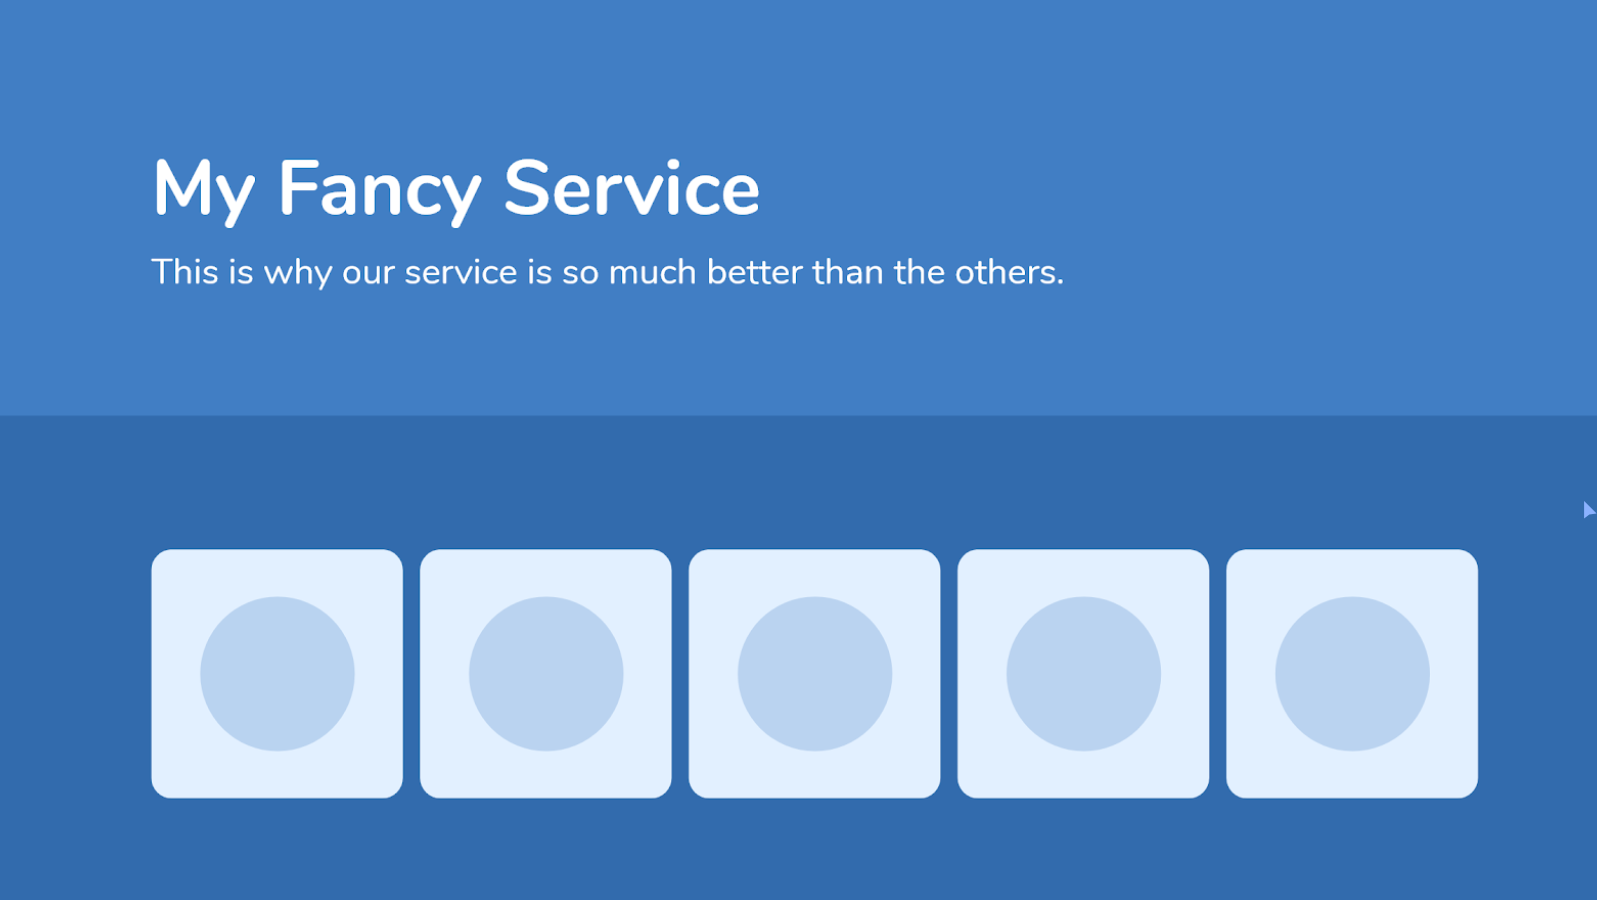 My Fancy Service
This is why our service is so much better than the others.